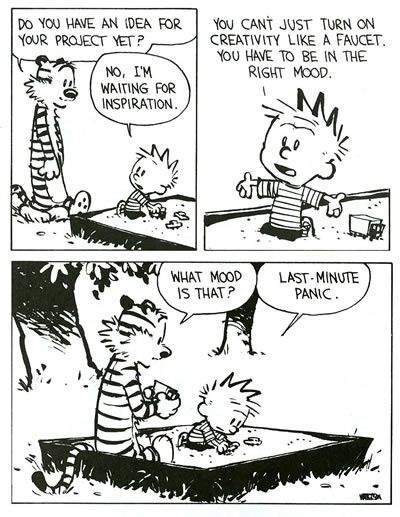 DO YOU HAVE AN IDEA FOR
YOUR PROJECT YET?
NO, I'M
WAITING FOR
INSPIRATION.
YOU CAN'T JUST TURN ON
CREATIVITY LIKE A FAUCET.
YOU HAVE TO BE IN THE
RIGHT MOOD.
WHAT MOOD
IS THAT?
LAST-MINUTE
PANIC.